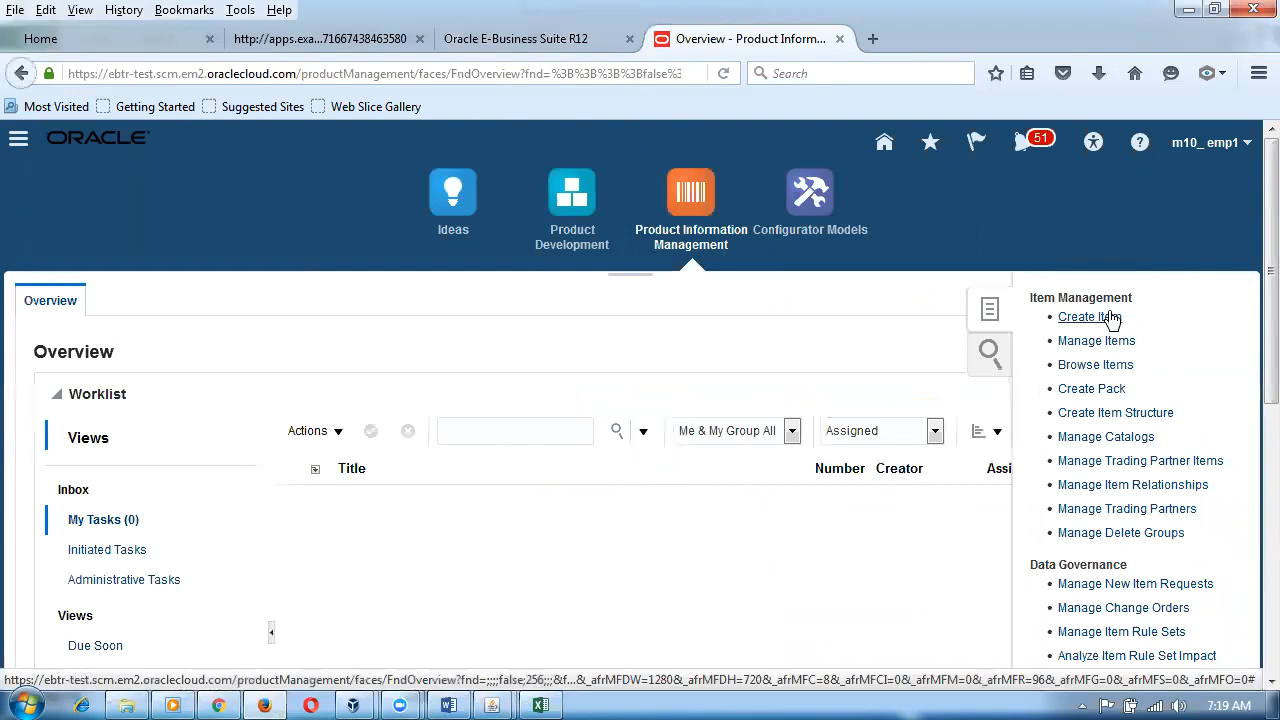 File Edit View History Bookmarks Tools Help
Home
http://apps.exa...71667438463580
Oracle E-Business Suite R12
Overview - Product Inform...
https://ebtr-test.scm.em2.oraclecloud.com/productManagement/faces/FndOverview?fnd=%3B%3B%3B%3Bfalse%3
Search
Most Visited Getting Started Suggested Sites Web Slice Gallery
ORACLE
51
m10_ emp1
Ideas
Product Development
Product Information Management
Configurator Models
Overview
Overview
Worklist
Views
Actions
Me & My Group All
Assigned
Title Number Creator Assi
Inbox
My Tasks (0)
Initiated Tasks
Administrative Tasks
Views
Due Soon
Item Management
Create Item
Manage Items
Browse Items
Create Pack
Create Item Structure
Manage Catalogs
Manage Trading Partner Items
Manage Item Relationships
Manage Trading Partners
Manage Delete Groups
Data Governance
Manage New Item Requests
Manage Change Orders
Manage Item Rule Sets
Analyze Item Rule Set Impact
https://ebtr-test.scm.em2.oraclecloud.com/productManagement/faces/FndOverview?fnd=;;;;false;256;;;&f..._afrMFDW=1280&_afrMFDH=720&_afrMFC=8&_afrMFCI=0&_afrMFM=0&_afrMFR=96&_afrMFG=0&_afrMFS=0&_afrMFO=0#
7:19 AM